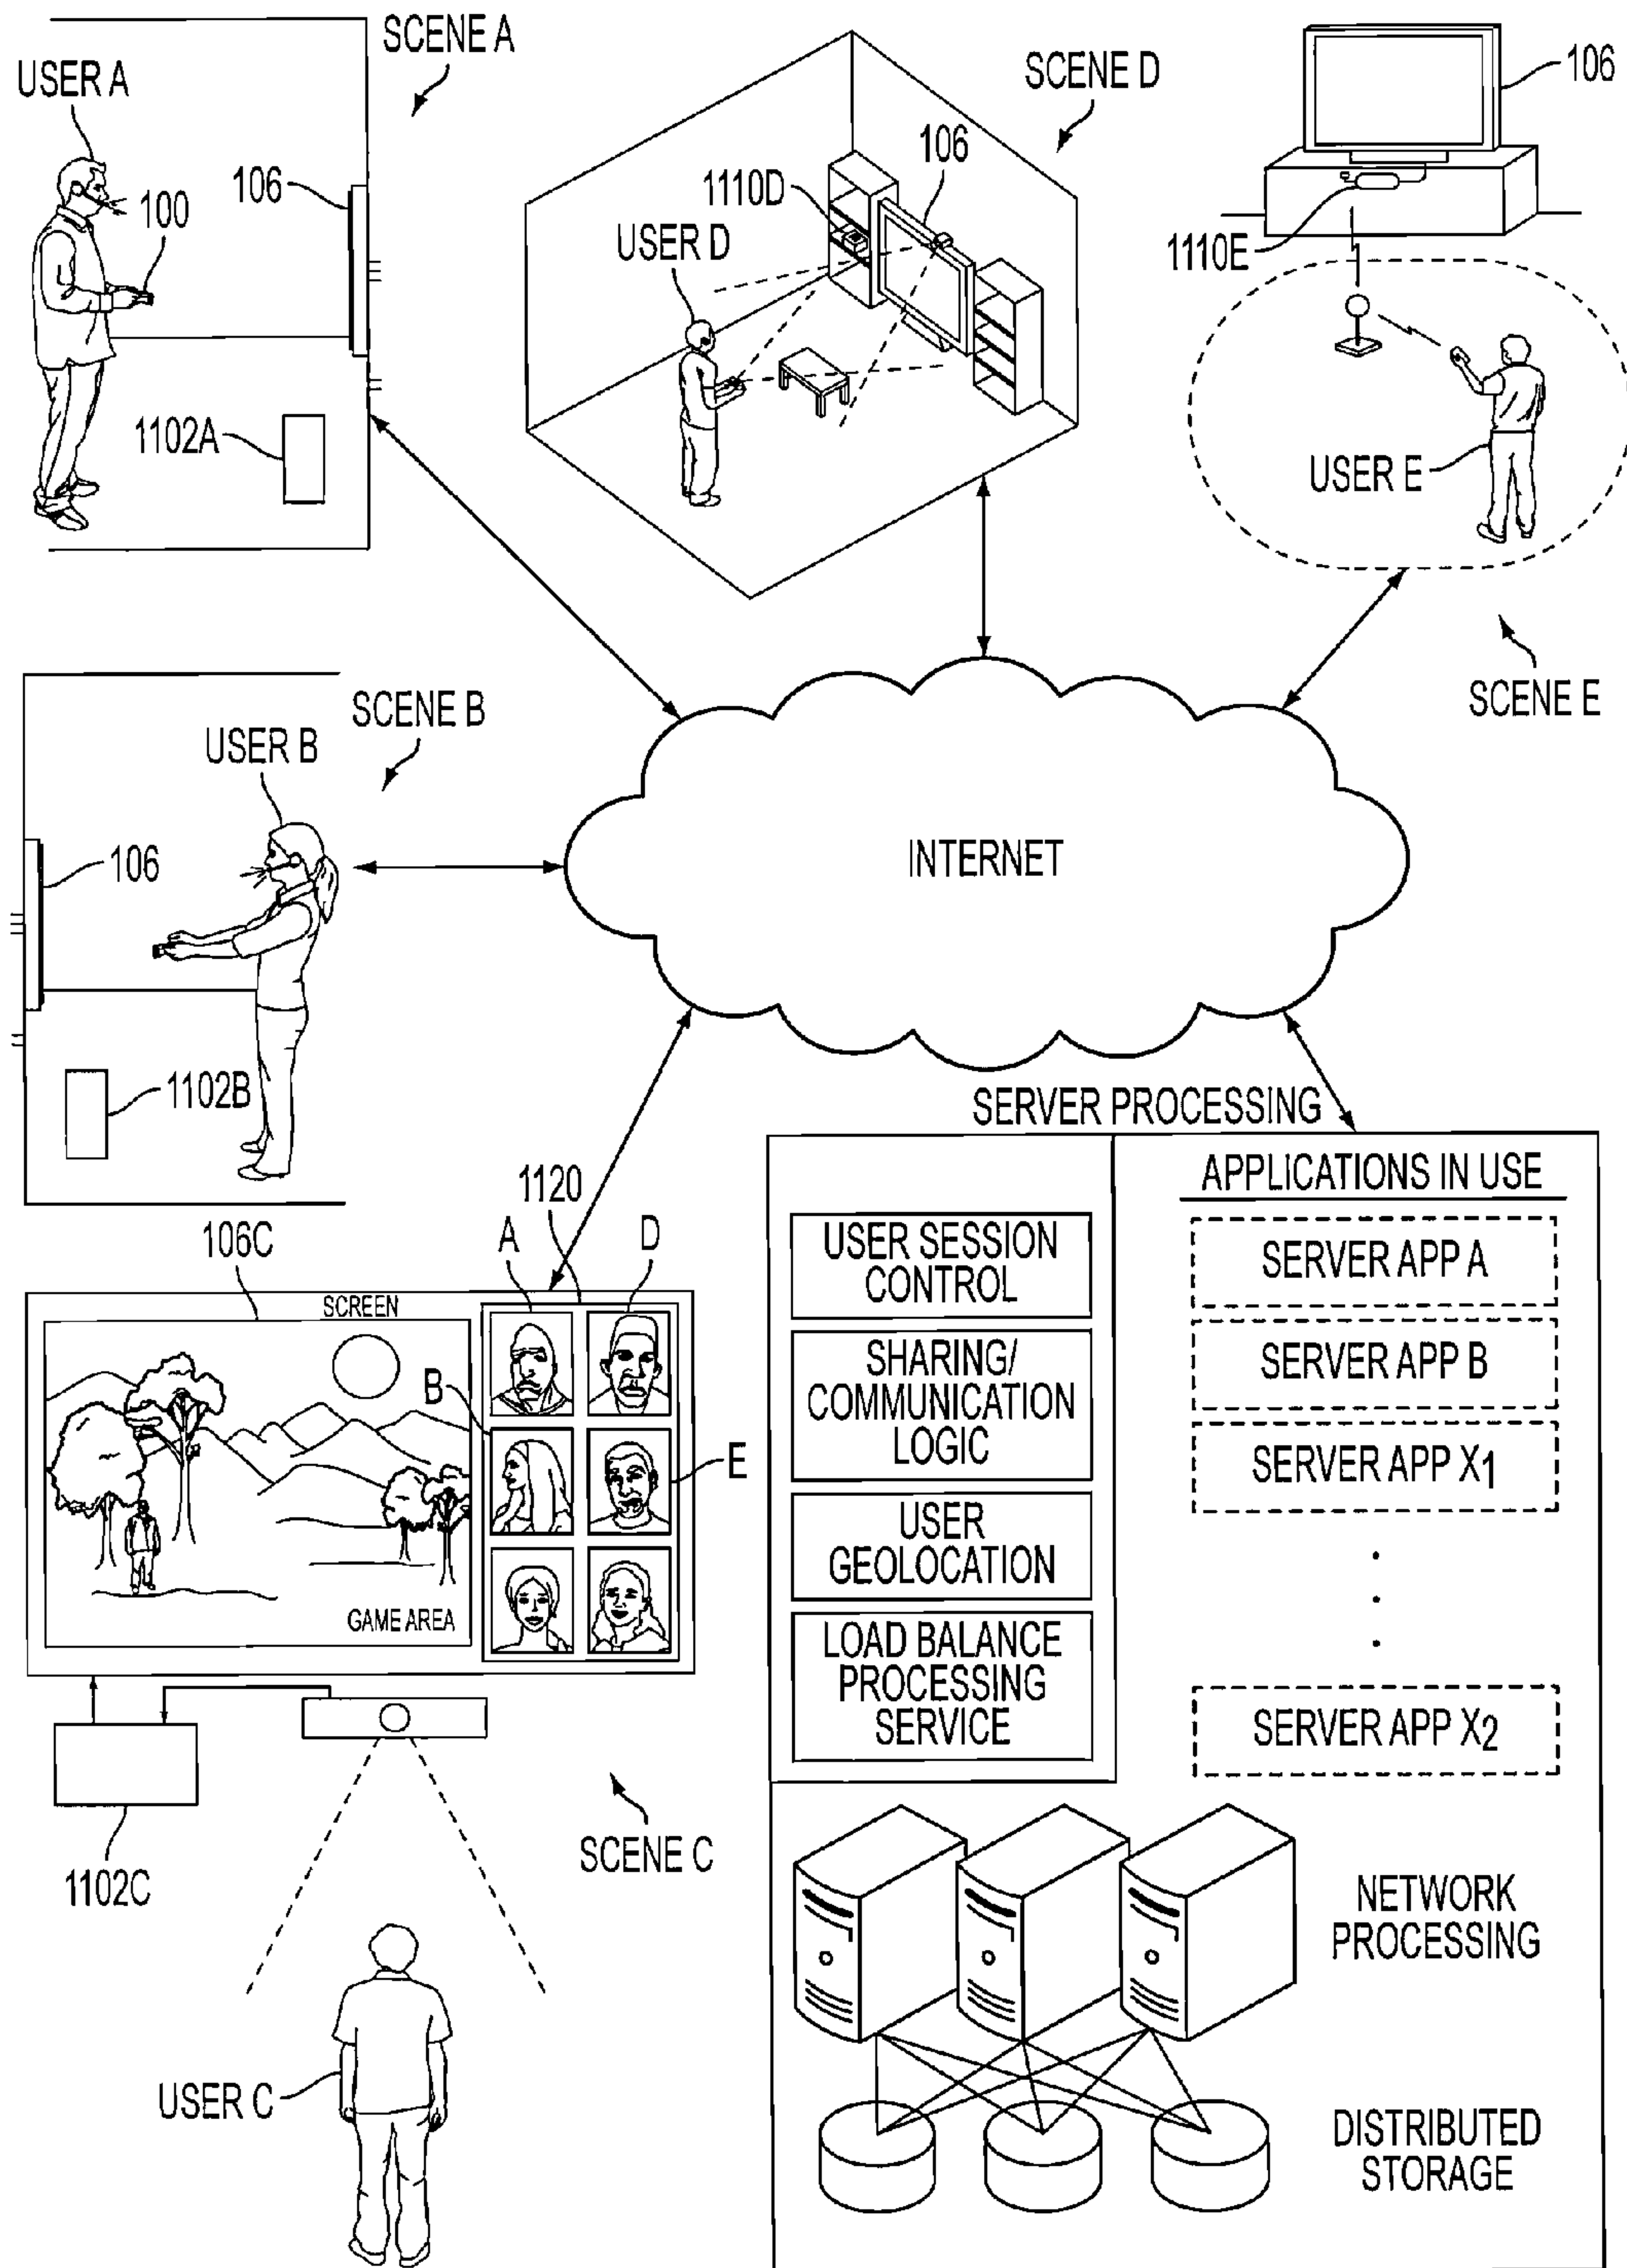 SCENE A
USER A
106
100
1102A
SCENE D
106
1110D
USER D
106
1110E
USER E
SCENE E
SCENE B
USER B
106
1102B
INTERNET
SERVER PROCESSING
1120
106C
A
D
SCREEN
B
E
GAME AREA
1102C
SCENE C
USER C
USER SESSION
CONTROL
SHARING/
COMMUNICATION
LOGIC
USER
GEOLOCATION
LOAD BALANCE
PROCESSING
SERVICE
APPLICATIONS IN USE
SERVER APP A
SERVER APP B
SERVER APP X1
SERVER APP X2
NETWORK
PROCESSING
DISTRIBUTED
STORAGE